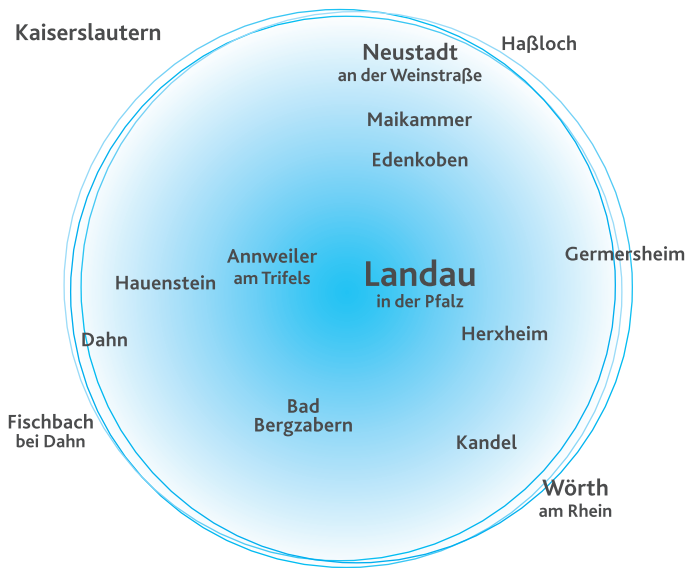 Kaiserslautern
Neustadt
an der Weinstraße
Haßloch
Maikammer
Edenkoben
Annweiler
am Trifels
Landau
in der Pfalz
Germersheim
Hauenstein
Dahn
Herxheim
Bad
Bergzabern
Fischbach
bei Dahn
Kandel
Wörth
am Rhein